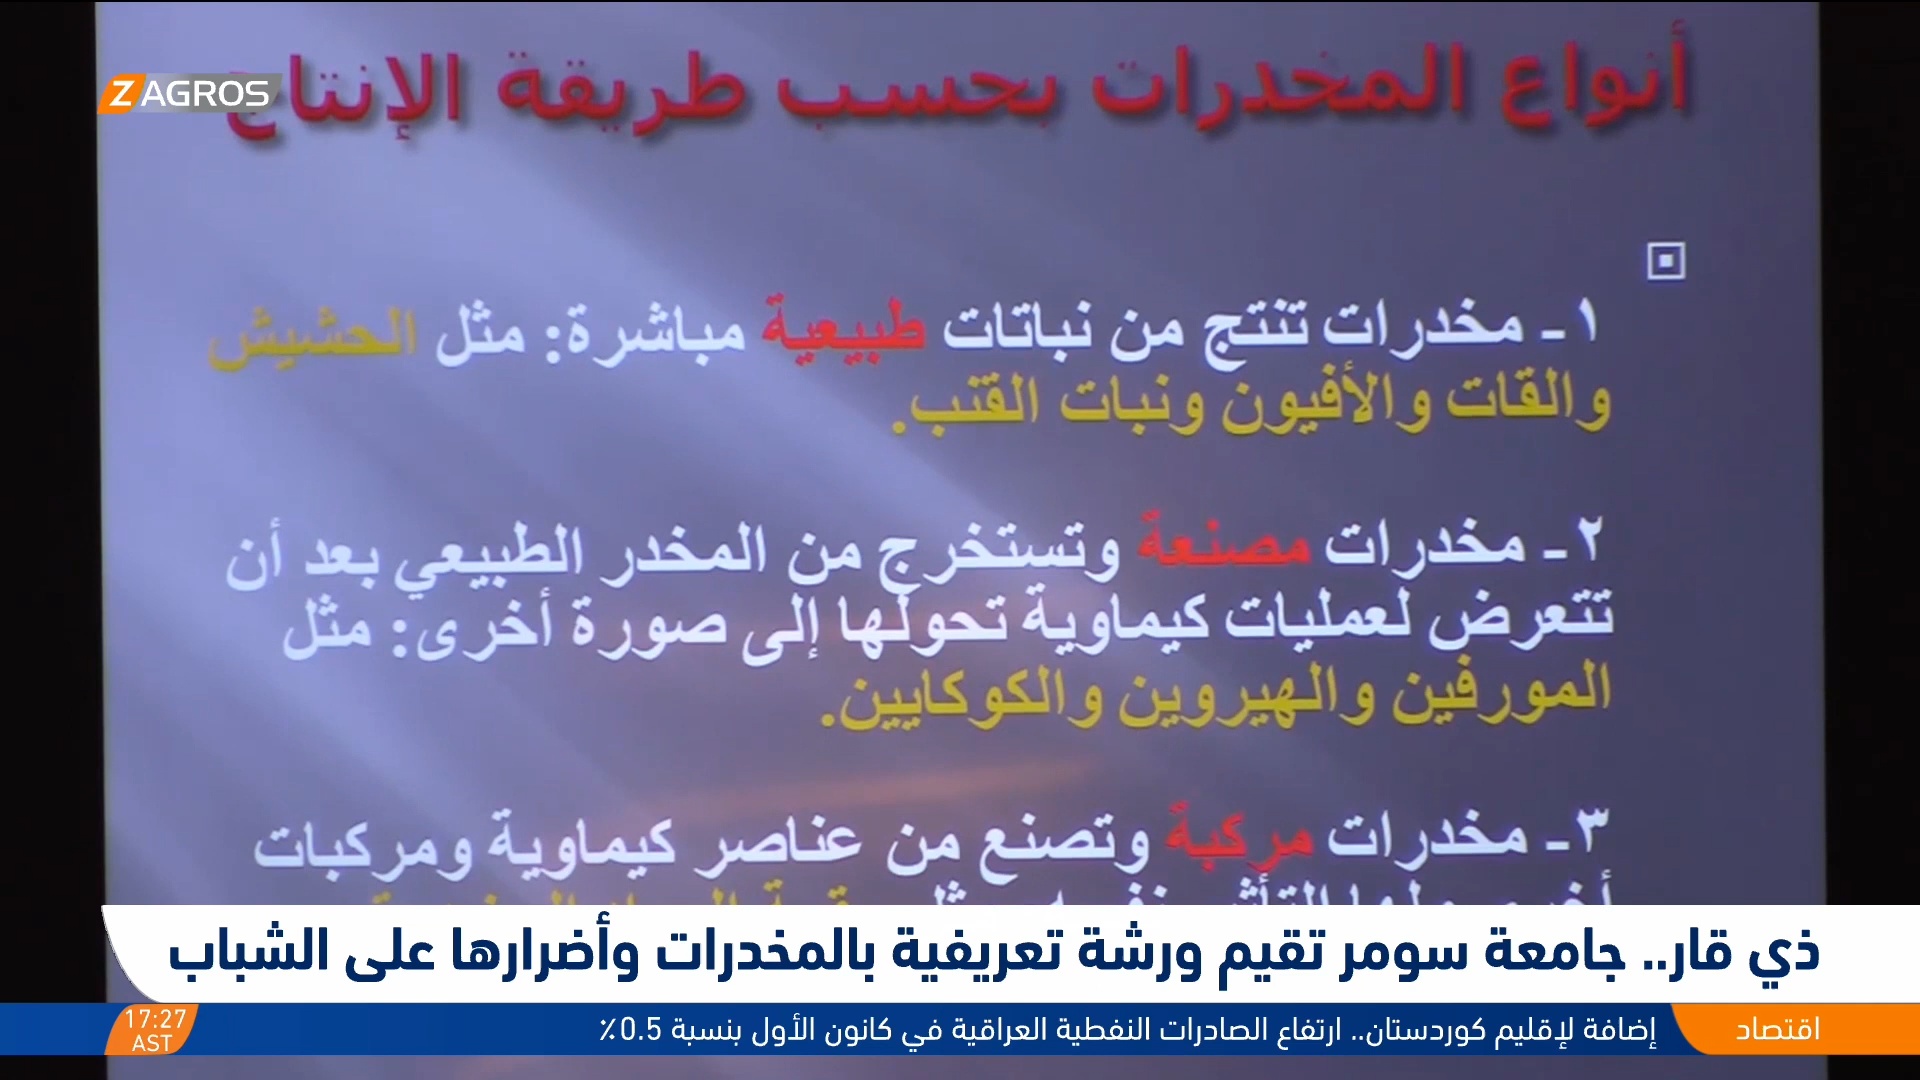 أنواع المخدرات بحسب طريقة الإنتاج
ZAGROS
١- مخدرات تنتج من نباتات طبيعية مباشرة: مثل الحشيش
والقات والأفيون ونبات القنب.
٢- مخدرات مصنعة وتستخرج من المخدر الطبيعي بعد أن
تتعرض لعمليات كيماوية تحولها إلى صورة أخرى: مثل
المورفين والهيروين والكوكايين.
٣- مخدرات مركبة وتصنع من عناصر كيماوية ومركبات
ذي قار.. جامعة سومر تقيم ورشة تعريفية بالمخدرات وأضرارها على الشباب
اقتصاد
إضافة لإقليم كوردستان.. ارتفاع الصادرات النفطية العراقية في كانون الأول بنسبة 0.5٪
17:27
AST